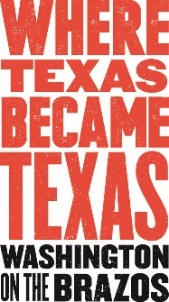 WHERE
TEXAS
BECAME
TEXAS
WASHINGTON
ON THE BRAZOS